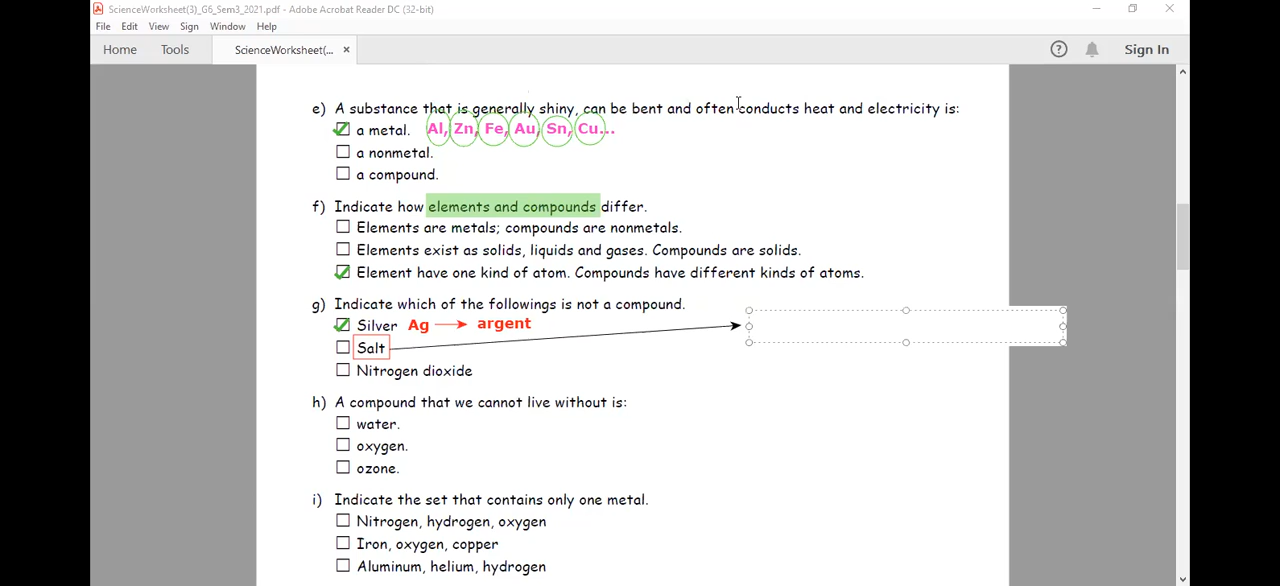 ScienceWorksheet(3)_G6_Sem3_2021.pdf - Adobe Acrobat Reader DC (32-bit)
File Edit View Sign Window Help
Home Tools ScienceWorksheet(... × Sign In
e) A substance that is generally shiny, can be bent and often conducts heat and electricity is:
a metal. Al, Zn, Fe, Au, Sn, Cu...
a nonmetal.
a compound.
f) Indicate how elements and compounds differ.
Elements are metals; compounds are nonmetals.
Elements exist as solids, liquids and gases. Compounds are solids.
Element have one kind of atom. Compounds have different kinds of atoms.
g) Indicate which of the followings is not a compound.
Silver Ag → argent
Salt
Nitrogen dioxide
h) A compound that we cannot live without is:
water.
oxygen.
ozone.
i) Indicate the set that contains only one metal.
Nitrogen, hydrogen, oxygen
Iron, oxygen, copper
Aluminum, helium, hydrogen